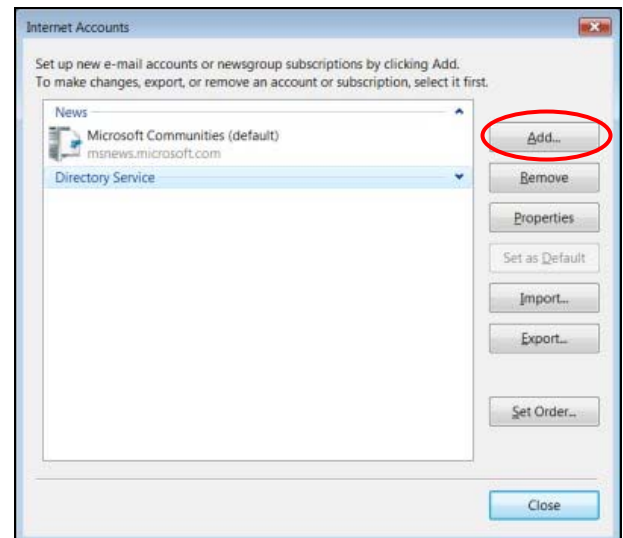 Internet Accounts
Set up new e-mail accounts or newsgroup subscriptions by clicking Add.
To make changes, export, or remove an account or subscription, select it first.
News
Microsoft Communities (default)
msnews.microsoft.com
Directory Service
Add...
Remove
Properties
Set as Default
Import...
Export...
Set Order...
Close